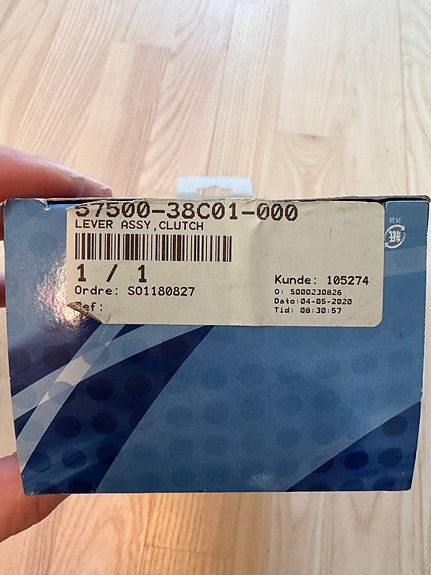 57500-38C01-000
LEVER ASSY,CLUTCH
1 / 1
Kunde: 105274
Ordre: SO1180827
O: S000230826
Dato:04-05-2020
Ref:
Tid: 08:30:57